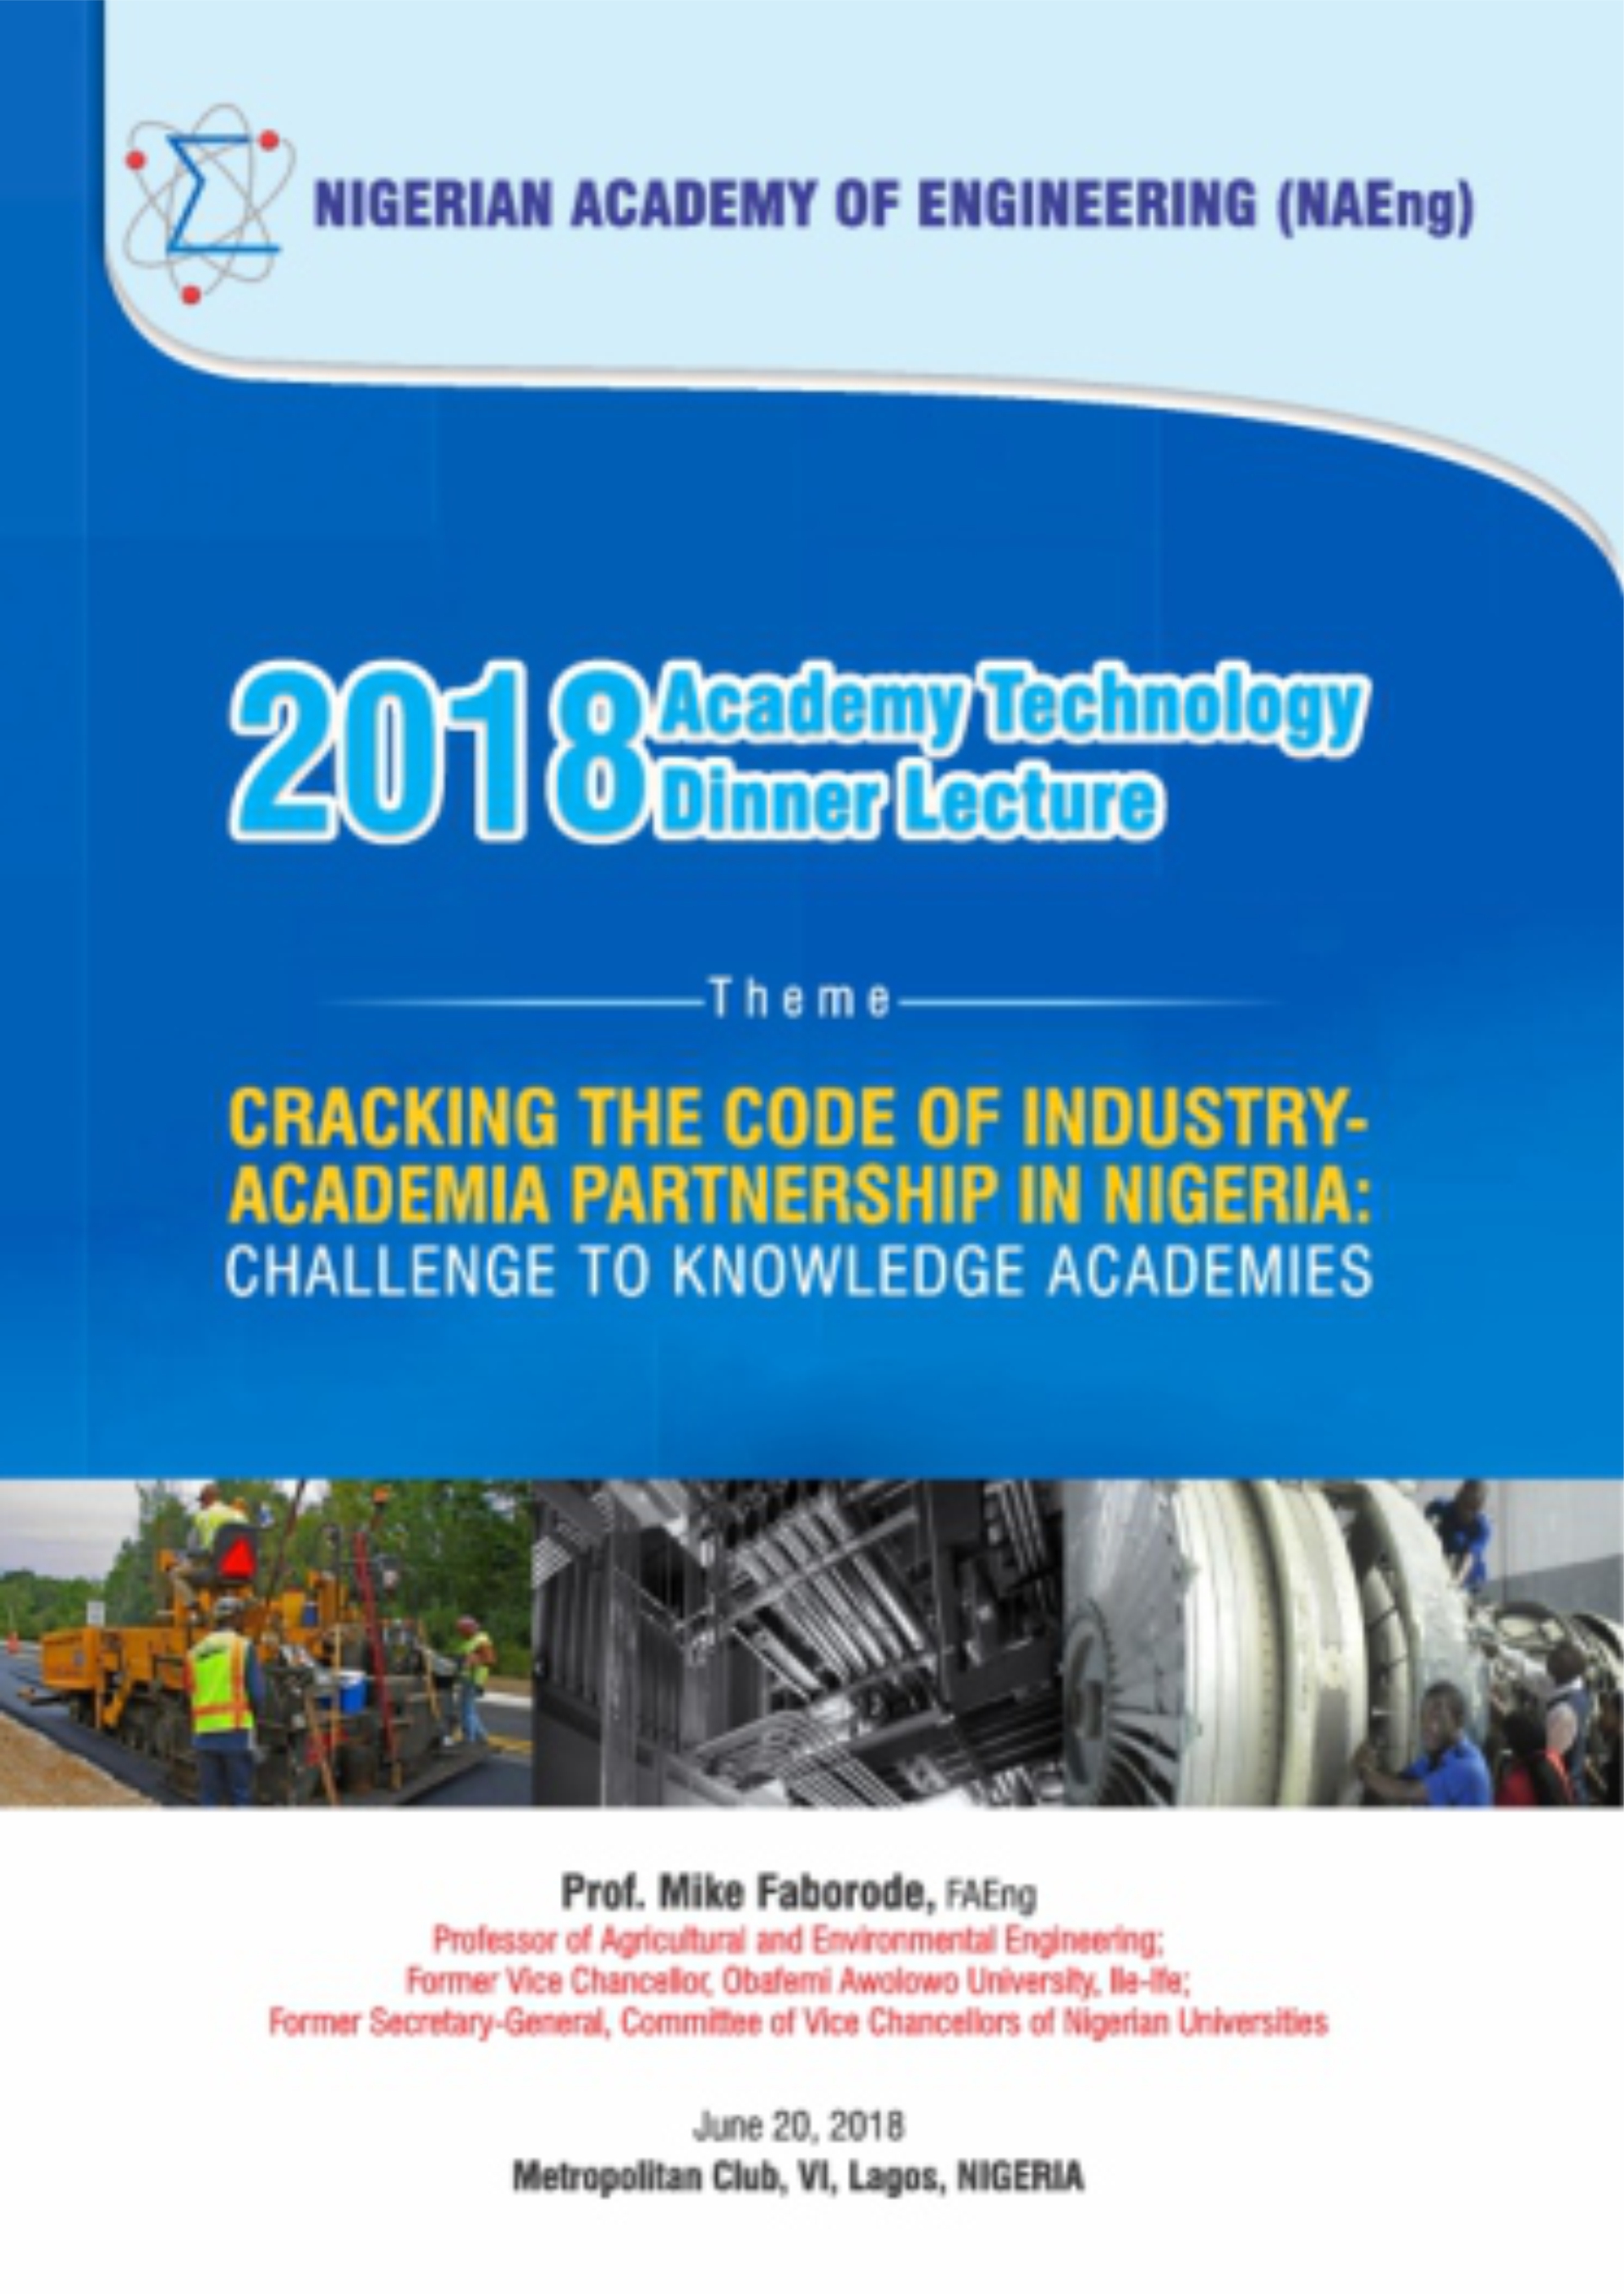 NIGERIAN ACADEMY OF ENGINEERING (NAEng)
2018 Academy Technology
Dinner Lecture
Theme
CRACKING THE CODE OF INDUSTRY-
ACADEMIA PARTNERSHIP IN NIGERIA:
CHALLENGE TO KNOWLEDGE ACADEMIES
Prof. Mike Faborode, FAEng
Professor of Agricultural and Environmental Engineering;
Former Vice Chancellor, Obafemi Awolowo University, Ile-Ife;
Former Secretary-General, Committee of Vice Chancellors of Nigerian Universities
June 20, 2018
Metropolitan Club, VI, Lagos, NIGERIA